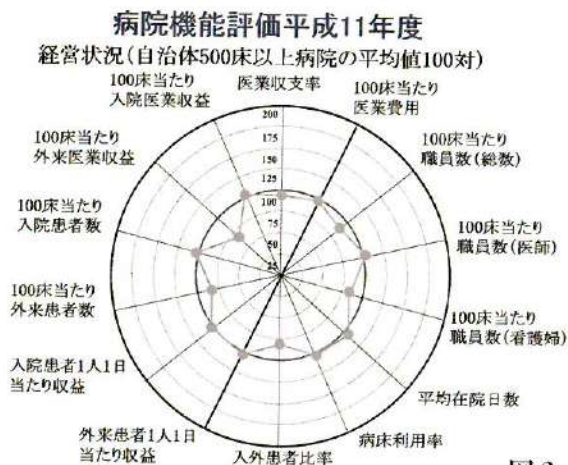 病院機能評価平成11年度
経営状況(自治体500床以上病院の平均値100対)
医業収支率
100床当たり
医業費用
100床当たり
職員数(総数)
100床当たり
職員数(医師)
100床当たり
職員数(看護婦)
平均在院日数
病床利用率
入外患者比率
外来患者1人1日
当たり収益
入院患者1人1日
当たり収益
100床当たり
外来患者数
100床当たり
入院患者数
100床当たり
外来医業収益
100床当たり
入院医業収益
200
175
150
125
100
75
50
25